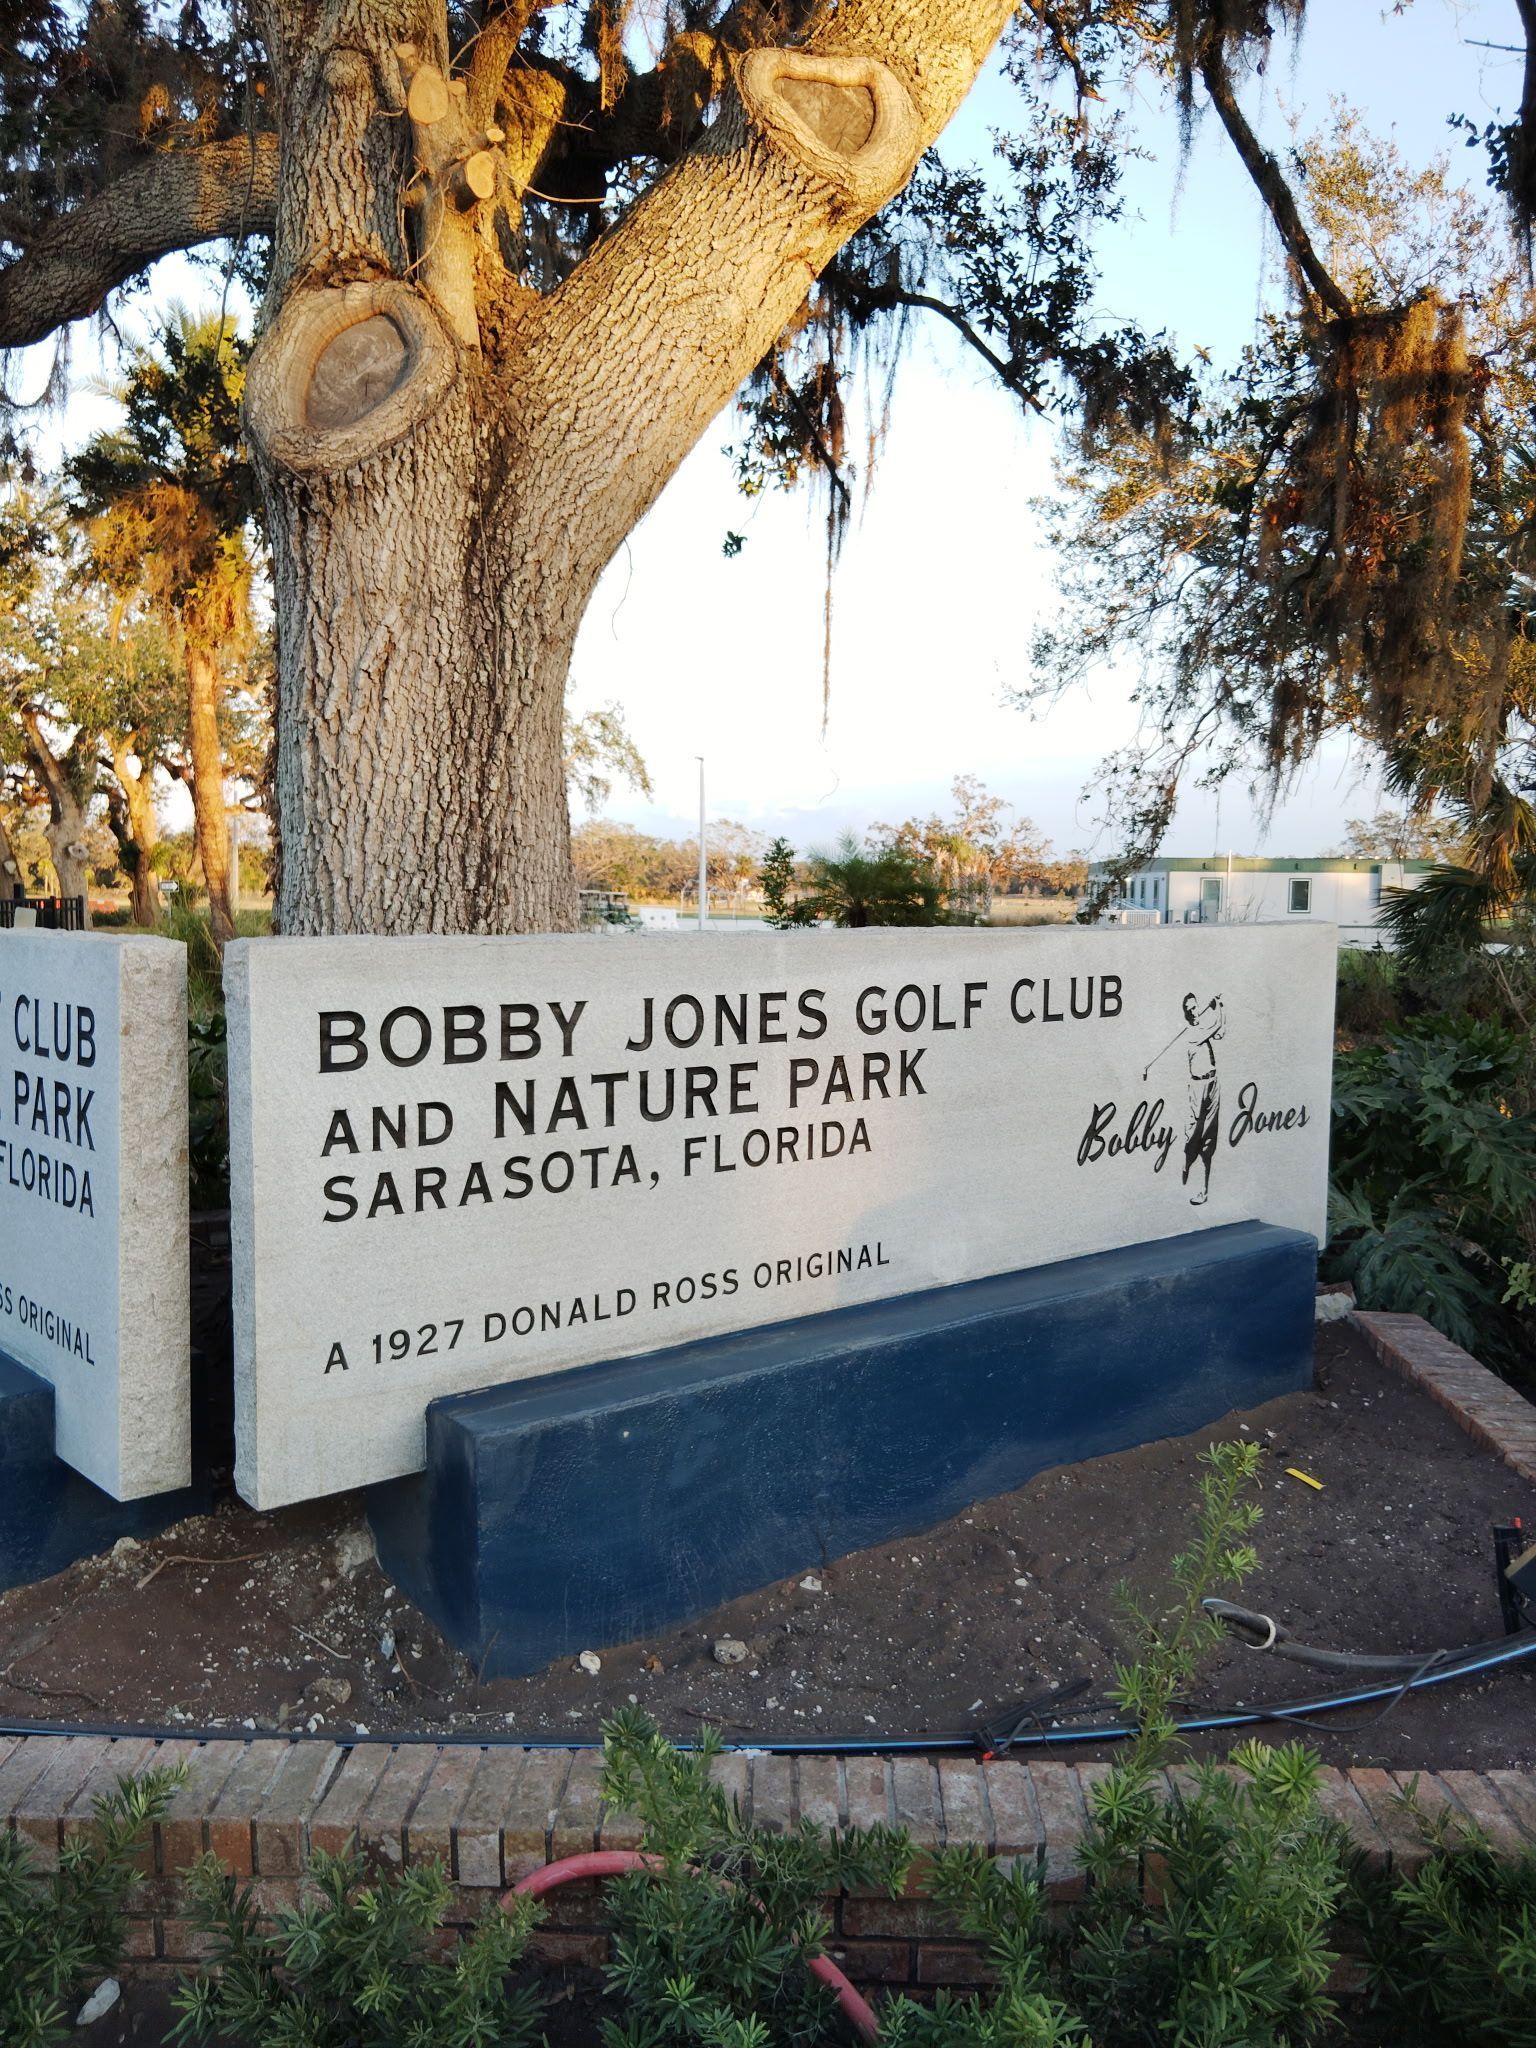 CLUB
PARK
FLORIDA
ORIGINAL
BOBBY JONES GOLF CLUB
AND NATURE PARK
SARASOTA, FLORIDA
Bobby Jones
A 1927 DONALD ROSS ORIGINAL